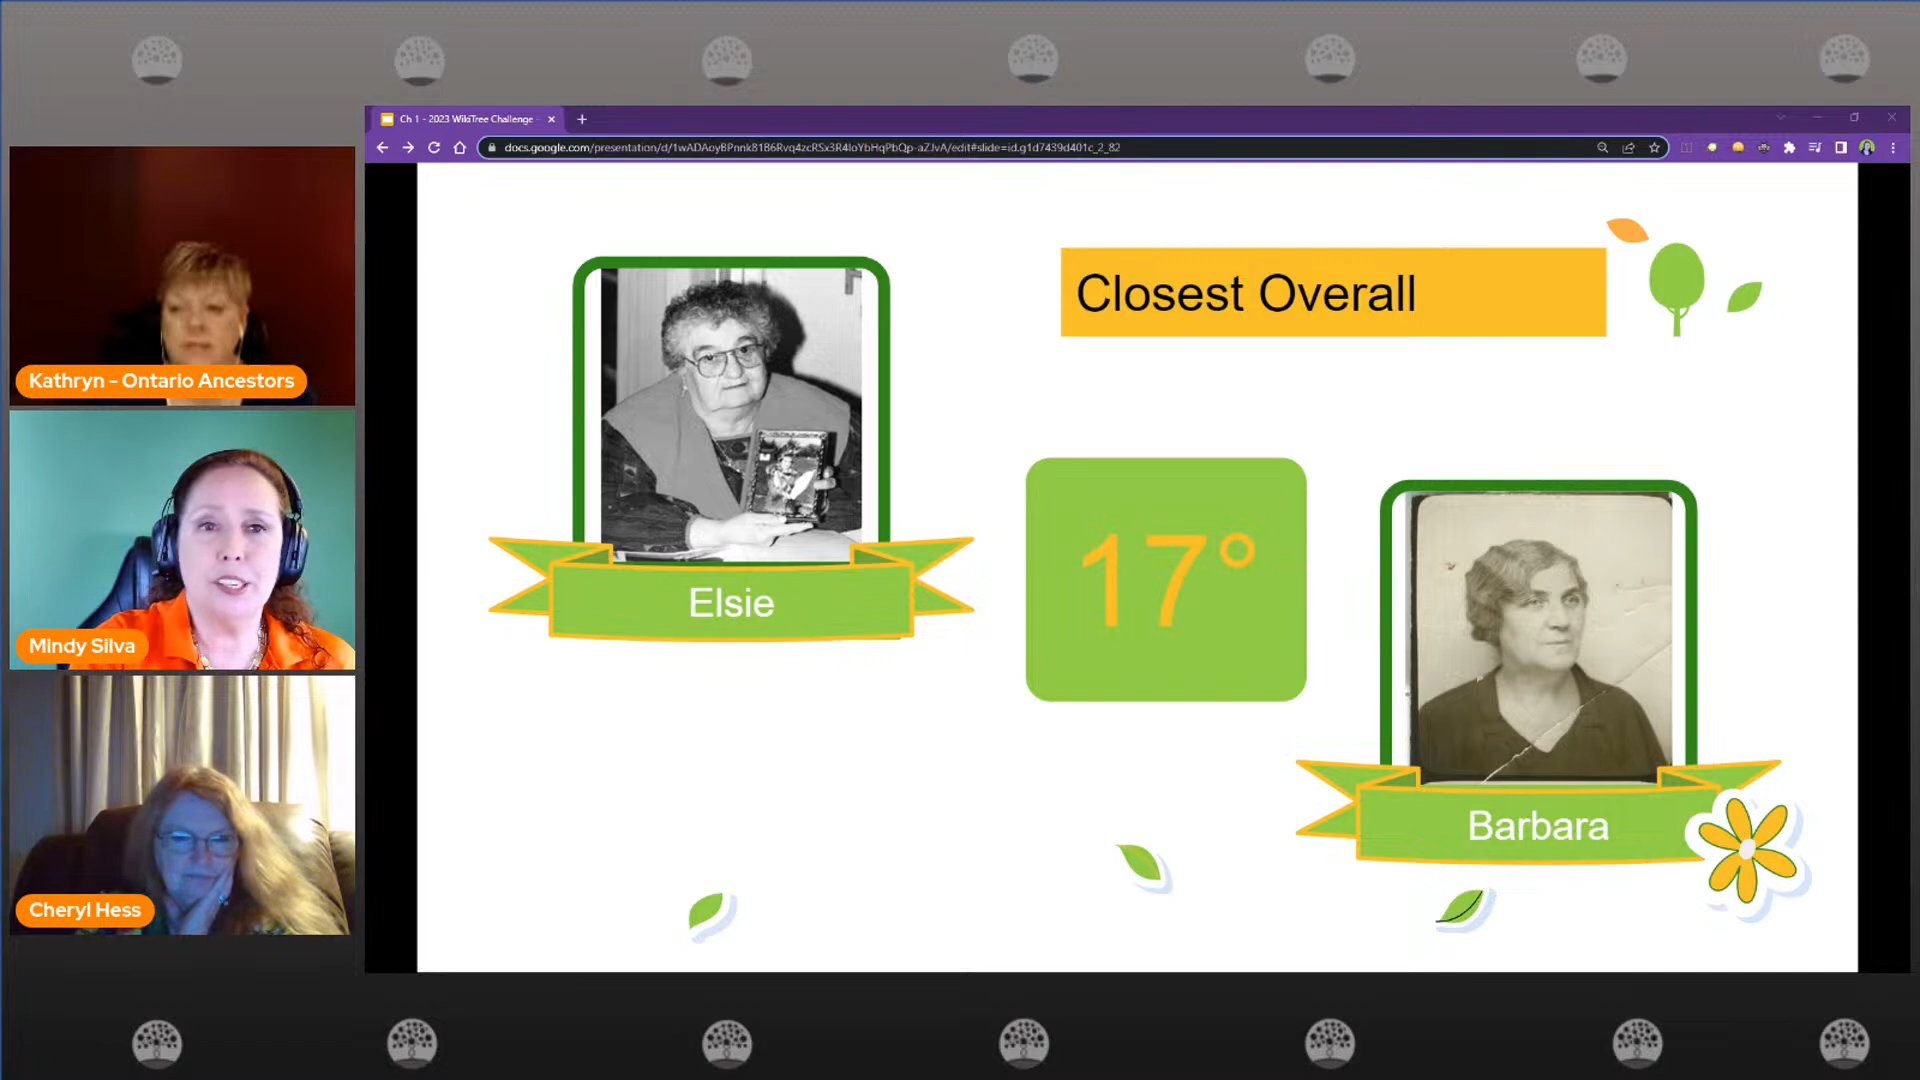 Ch 1 - 2023 WikiTree Challenge -
docs.google.com/presentation/d/1wADAoyBPnnk81B6Rvq4zcRSx3R4IoYbHqPbQp-aZJvA/edit#slide=id.g1d7439d401c_2_82
Kathryn - Ontario Ancestors
Mindy Silva
Cheryl Hess
Closest Overall
Elsie
17°
Barbara